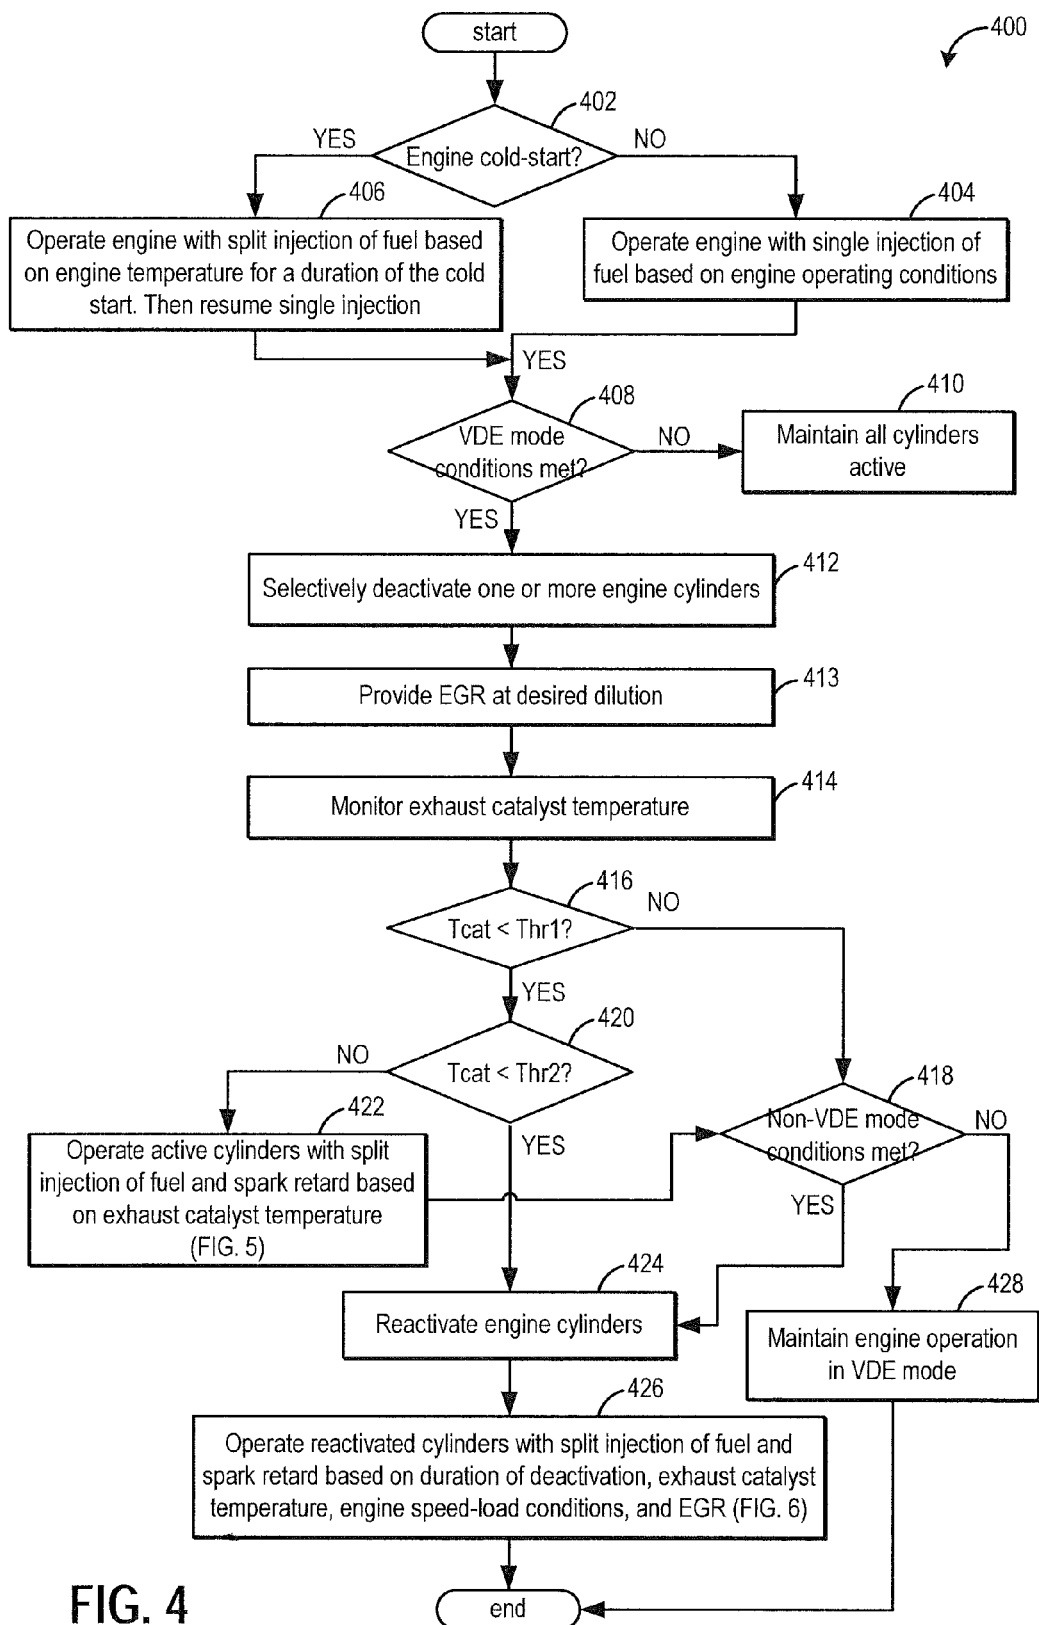 start
400
402
YES
NO
Engine cold-start?
406
404
Operate engine with split injection of fuel based
on engine temperature for a duration of the cold
start. Then resume single injection
Operate engine with single injection of
fuel based on engine operating conditions
YES
408
410
VDE mode
conditions met?
NO
Maintain all cylinders
active
YES
412
Selectively deactivate one or more engine cylinders
413
Provide EGR at desired dilution
414
Monitor exhaust catalyst temperature
416
NO
Tcat < Thr1?
YES
420
NO
Tcat < Thr2?
418
422
Non-VDE mode
conditions met?
NO
YES
Operate active cylinders with split
injection of fuel and spark retard based
on exhaust catalyst temperature
(FIG. 5)
YES
424
Reactivate engine cylinders
428
Maintain engine operation
in VDE mode
426
Operate reactivated cylinders with split injection of fuel and
spark retard based on duration of deactivation, exhaust catalyst
temperature, engine speed-load conditions, and EGR (FIG. 6)
FIG. 4
end